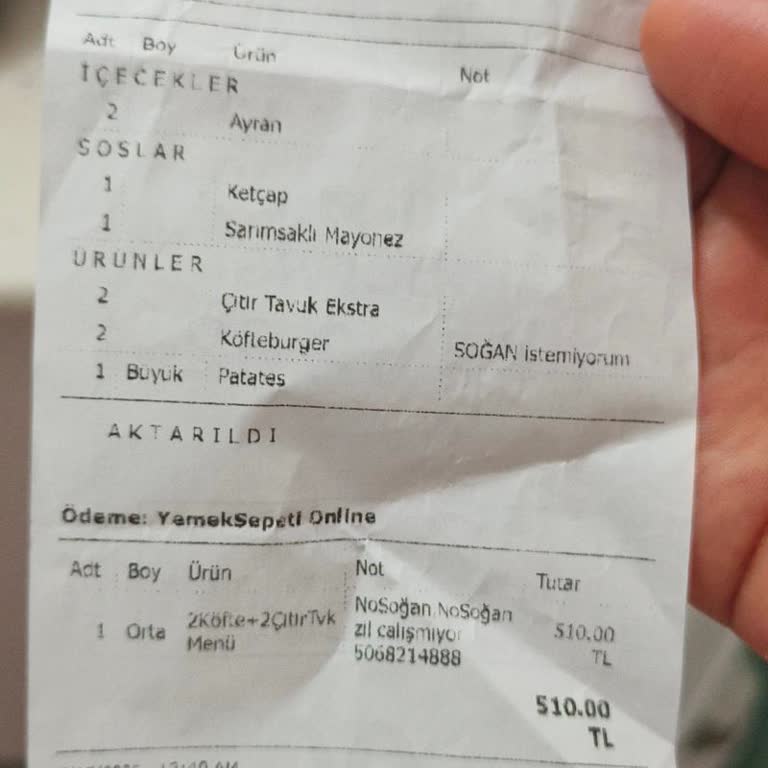 Adt Boy Ürün Not
İÇECEKLER
2 Ayran
SOSLAR
1 Ketçap
1 Sarımsaklı Mayonez
ÜRÜNLER
2 Çıtır Tavuk Ekstra
2 Köfteburger SOĞAN istemiyorum
1 Büyük Patates
AKTARILDI
Ödeme: YemekSepeti Online
Adt Boy Ürün Not Tutar
1 Orta 2Köfte+2ÇıtırTvk Menü NoSoğan,NoSoğan zil calışmıyor 5068214888 510.00 TL
510.00
TL